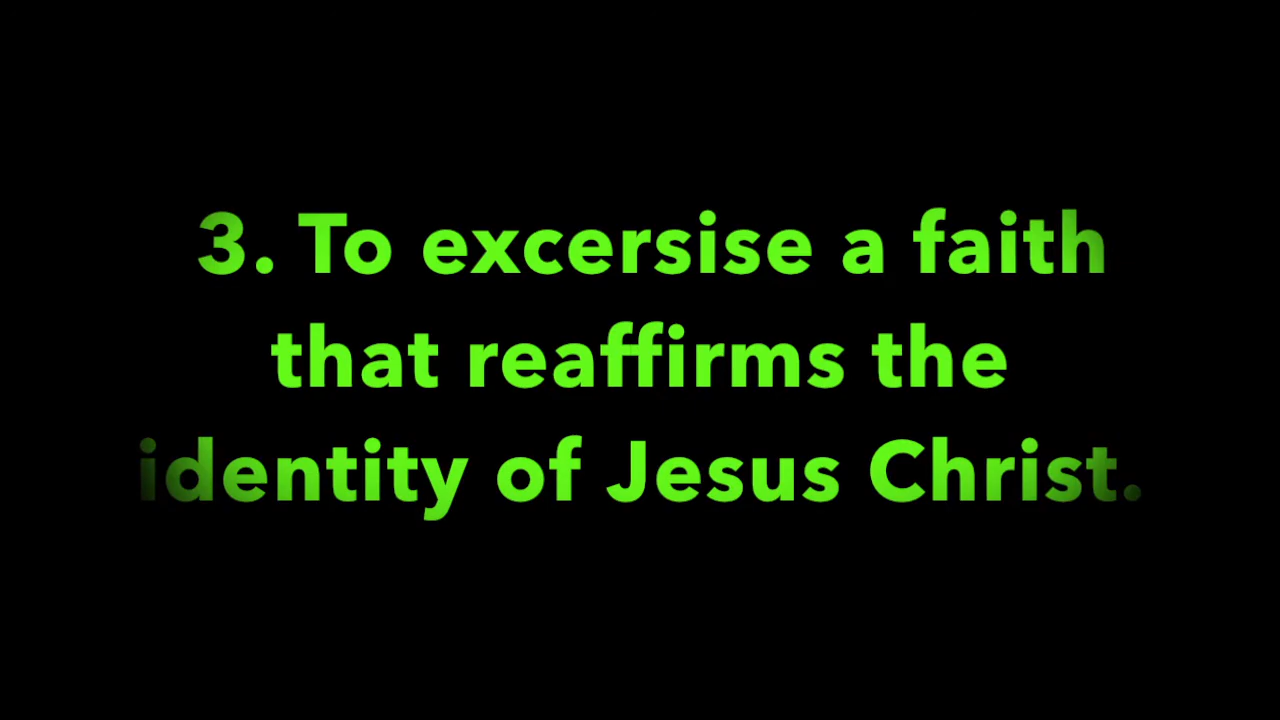 3. To excersise a faith
that reaffirms the
identity of Jesus Christ.